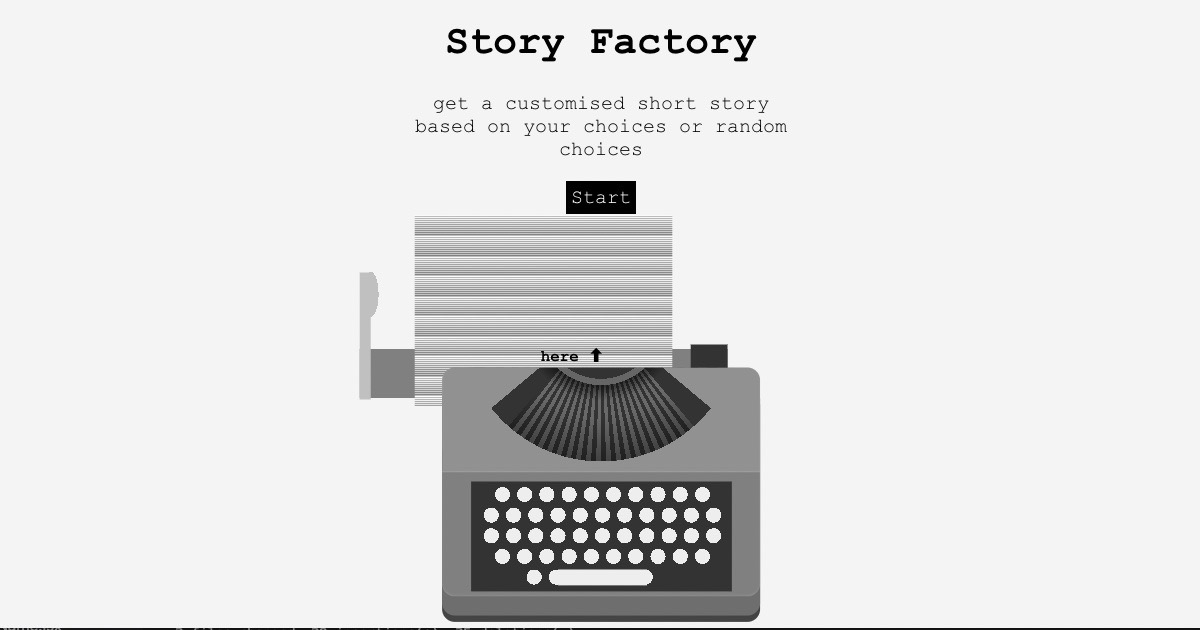 Story Factory
get a customised short story
based on your choices or random
choices
Start
here ⬆